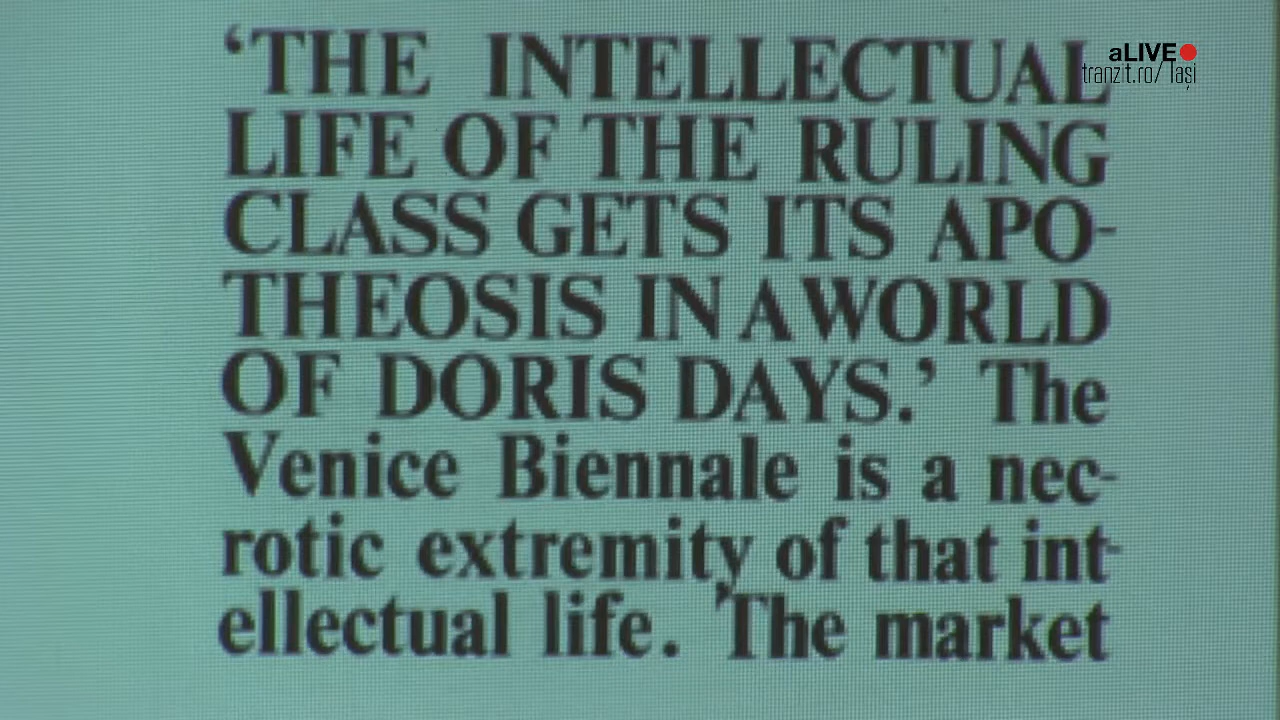 aLIVE
tranzit.ro/ Iași
‘THE INTELLECTUAL
LIFE OF THE RULING
CLASS GETS ITS APO-
THEOSIS IN A WORLD
OF DORIS DAYS.’ The
Venice Biennale is a nec-
rotic extremity of that int-
ellectual life. 'The market